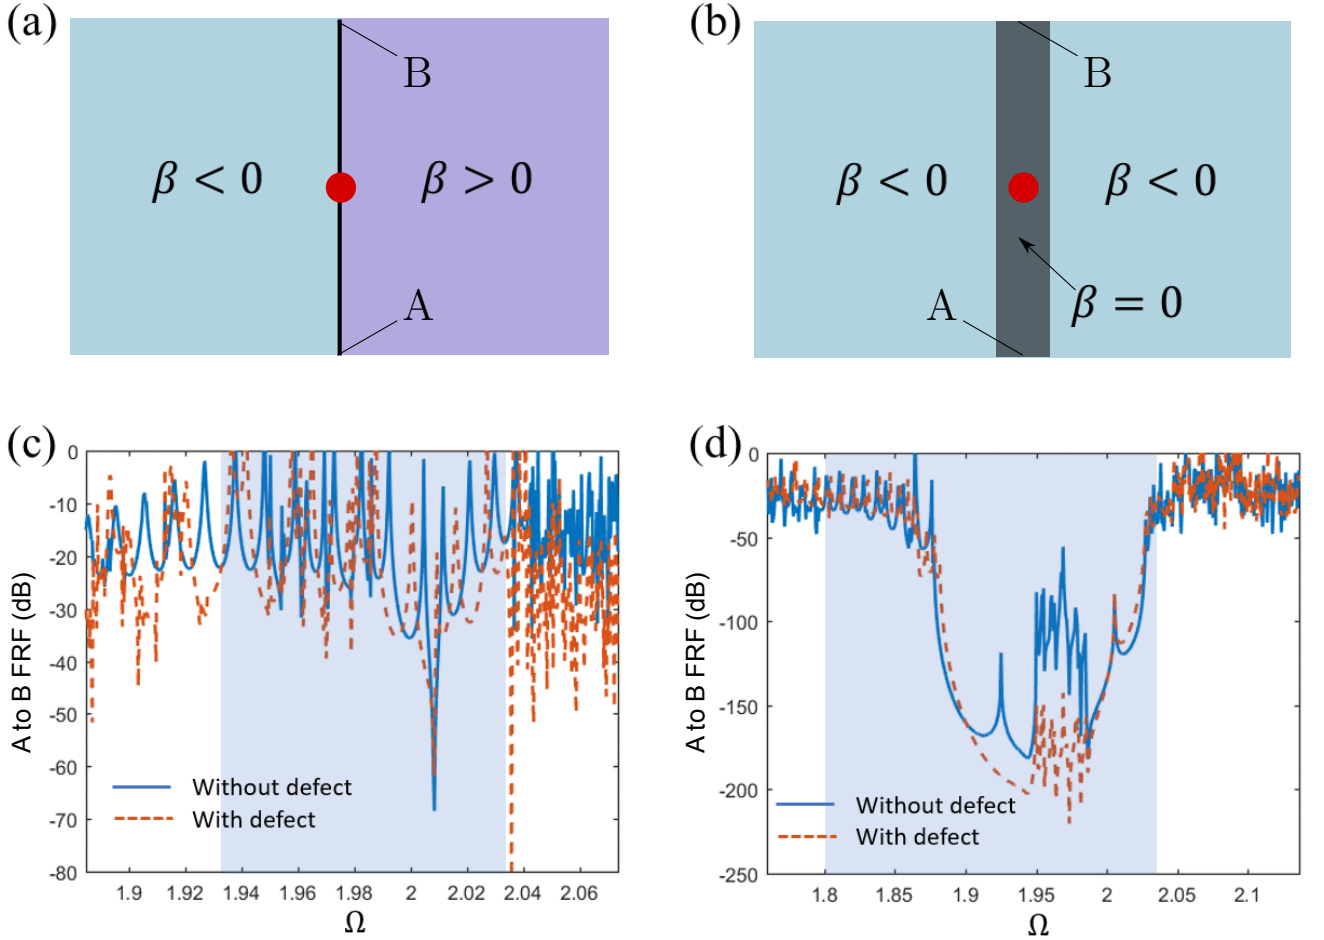 (a)
B
β < 0
β > 0
A
(b)
B
β < 0
β < 0
A
β = 0
(c)
0
-10
-20
-30
-40
-50
-60
-70
-80
A to B FRF (dB)
Without defect
With defect
1.9 1.92 1.94 1.96 1.98 2 2.02 2.04 2.06
Ω
(d)
0
-50
-100
-150
-200
-250
A to B FRF (dB)
Without defect
With defect
1.8 1.85 1.9 1.95 2 2.05 2.1
Ω